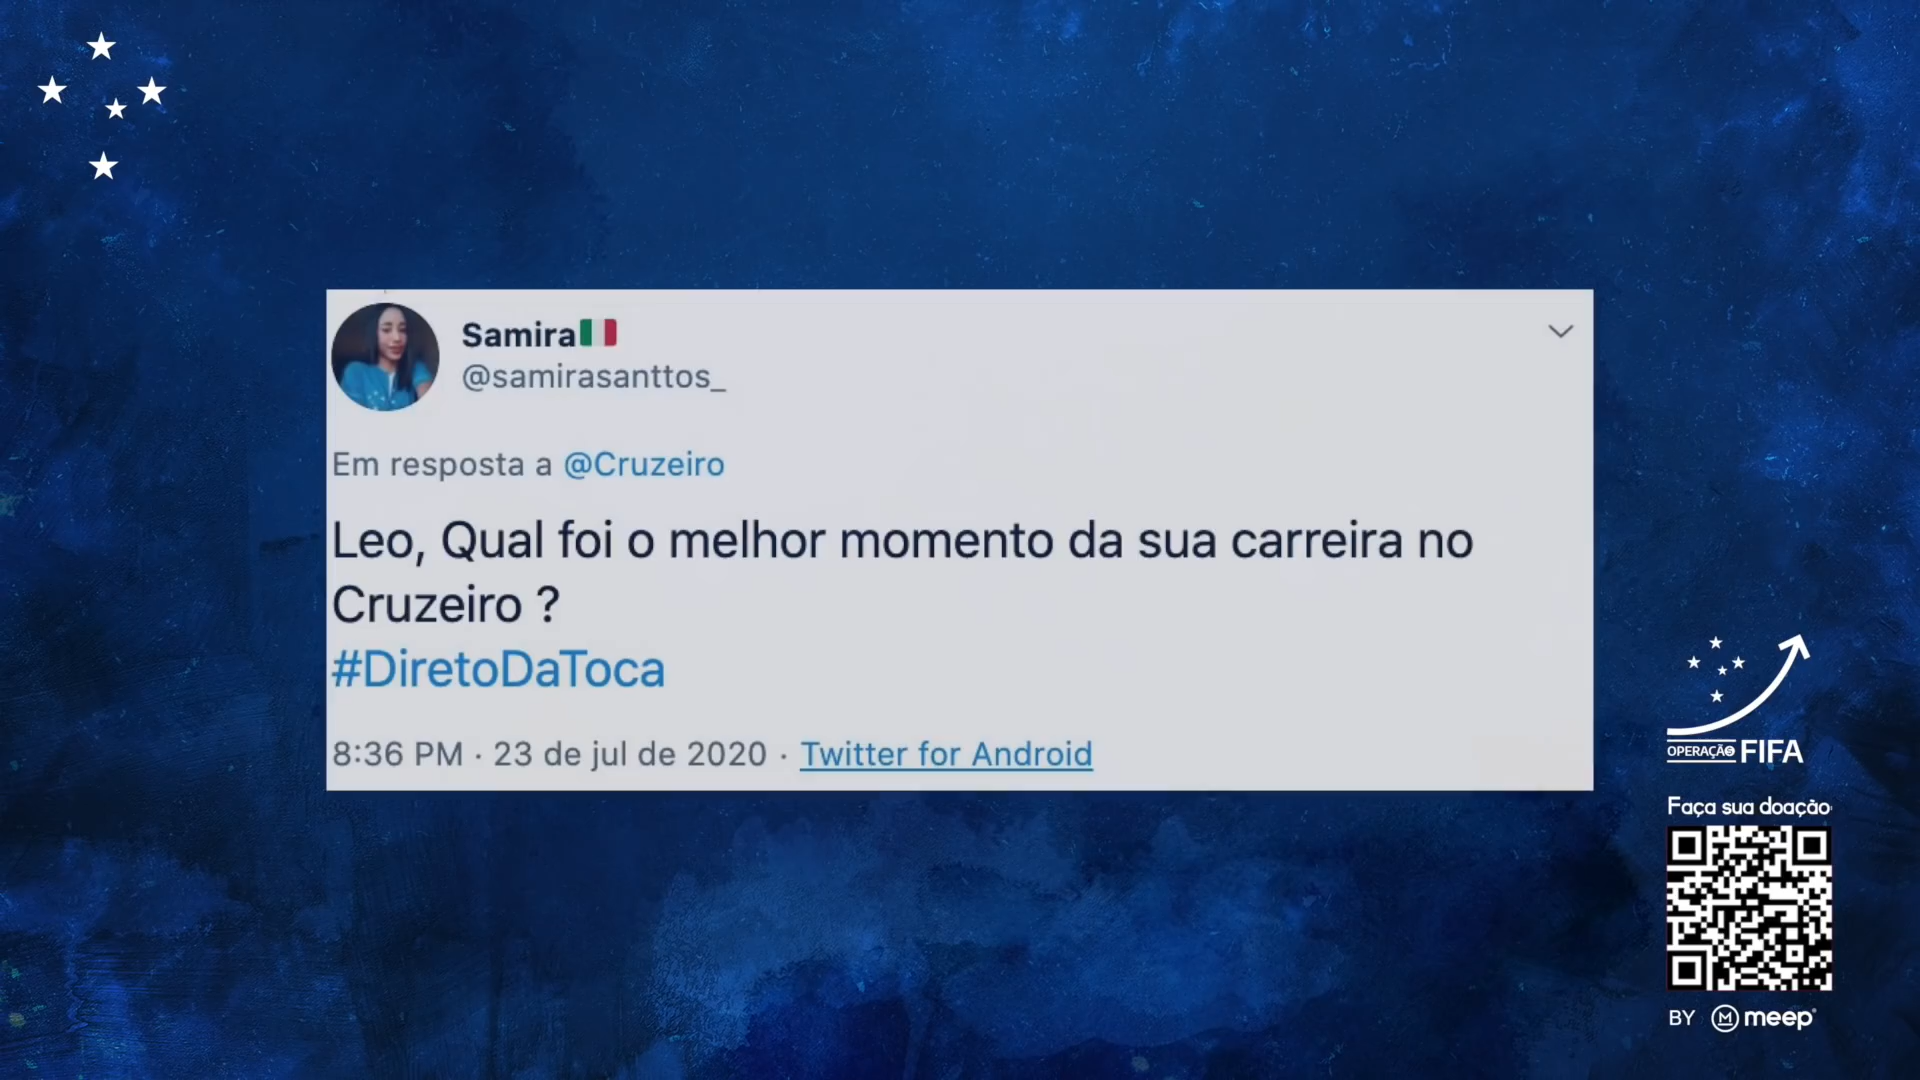 Samira
@samirasanttos_
Em resposta a @Cruzeiro
Leo, Qual foi o melhor momento da sua carreira no
Cruzeiro ?
#DiretoDaToca
8:36 PM · 23 de jul de 2020 · Twitter for Android
OPERAÇÃO FIFA
Faça sua doação
BY meep